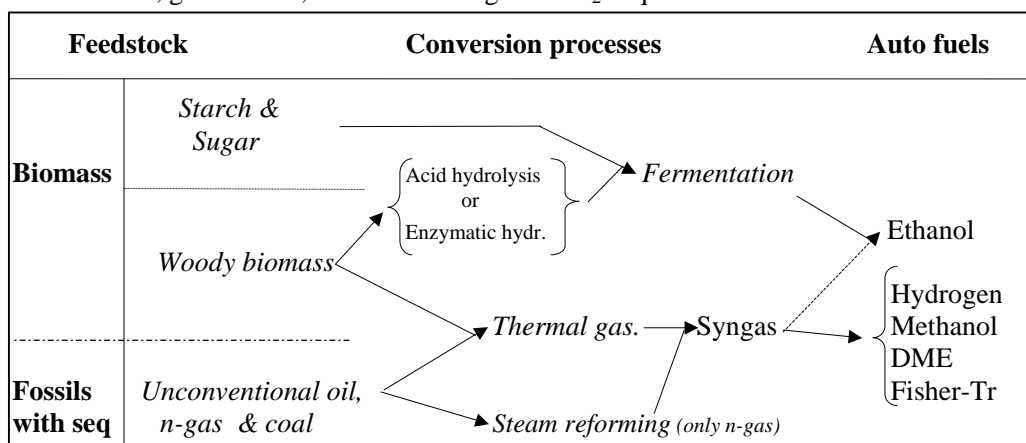 Feedstock Conversion processes Auto fuels
Starch &
Sugar
Biomass
Acid hydrolysis
or
Enzymatic hydr.
Fermentation
Ethanol
Woody biomass
Hydrogen
Methanol
DME
Fisher-Tr
Thermal gas.
Syngas
Fossils
with seq
Unconventional oil,
n-gas & coal
Steam reforming (only n-gas)